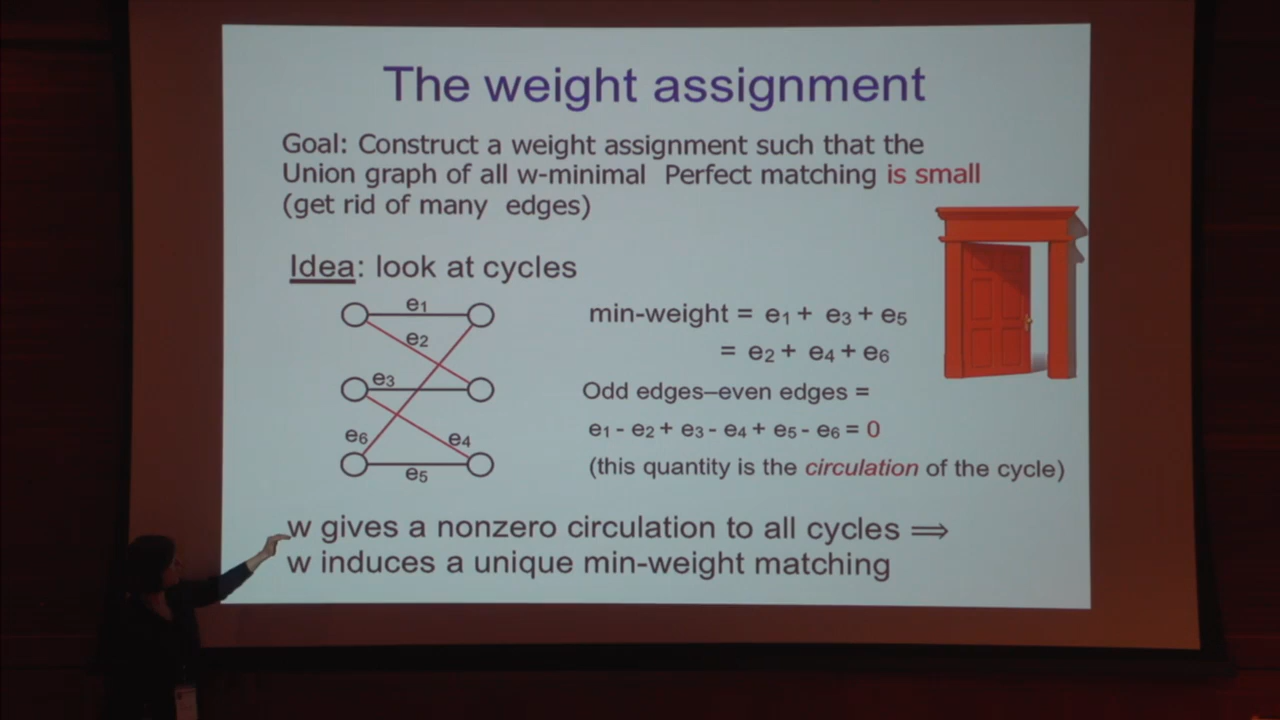 The weight assignment
Goal: Construct a weight assignment such that the
Union graph of all w-minimal Perfect matching is small
(get rid of many edges)
Idea: look at cycles
e₁
e₂
e₃
e₆
e₄
e₅
min-weight = e₁ + e₃ + e₅
= e₂ + e₄ + e₆
Odd edges–even edges =
e₁ - e₂ + e₃ - e₄ + e₅ - e₆ = 0
(this quantity is the circulation of the cycle)
w gives a nonzero circulation to all cycles ⟹
w induces a unique min-weight matching